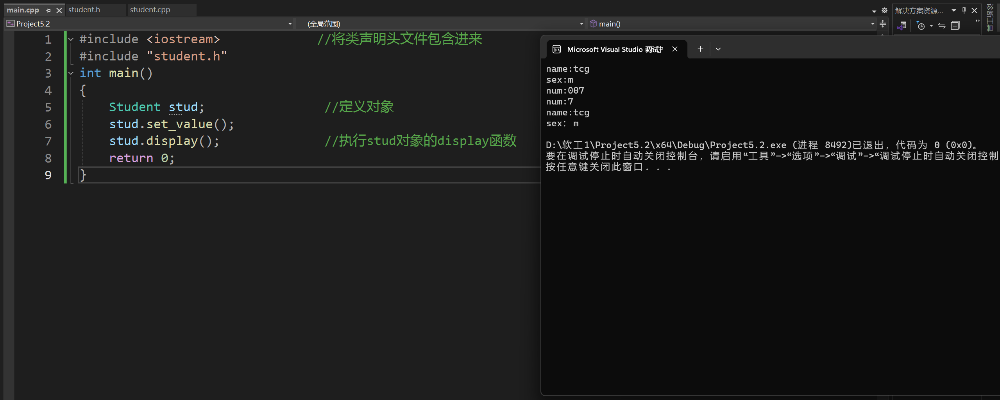 main.cpp student.h student.cpp
解决方案资源...
诊断工具
Project5.2 (全局范围) main()
1 #include <iostream> //将类声明头文件包含进来
2 #include "student.h"
3 int main()
4 {
5 Student stud; //定义对象
6 stud.set_value();
7 stud.display(); //执行stud对象的display函数
8 return 0;
9 }
Microsoft Visual Studio 调试
name:tcg
sex:m
num:007
num:7
name:tcg
sex: m
D:\软工1\Project5.2\x64\Debug\Project5.2.exe (进程 8492)已退出，代码为 0 (0x0)。
要在调试停止时自动关闭控制台，请启用“工具”->“选项”->“调试”->“调试停止时自动关闭控制
按任意键关闭此窗口. . .